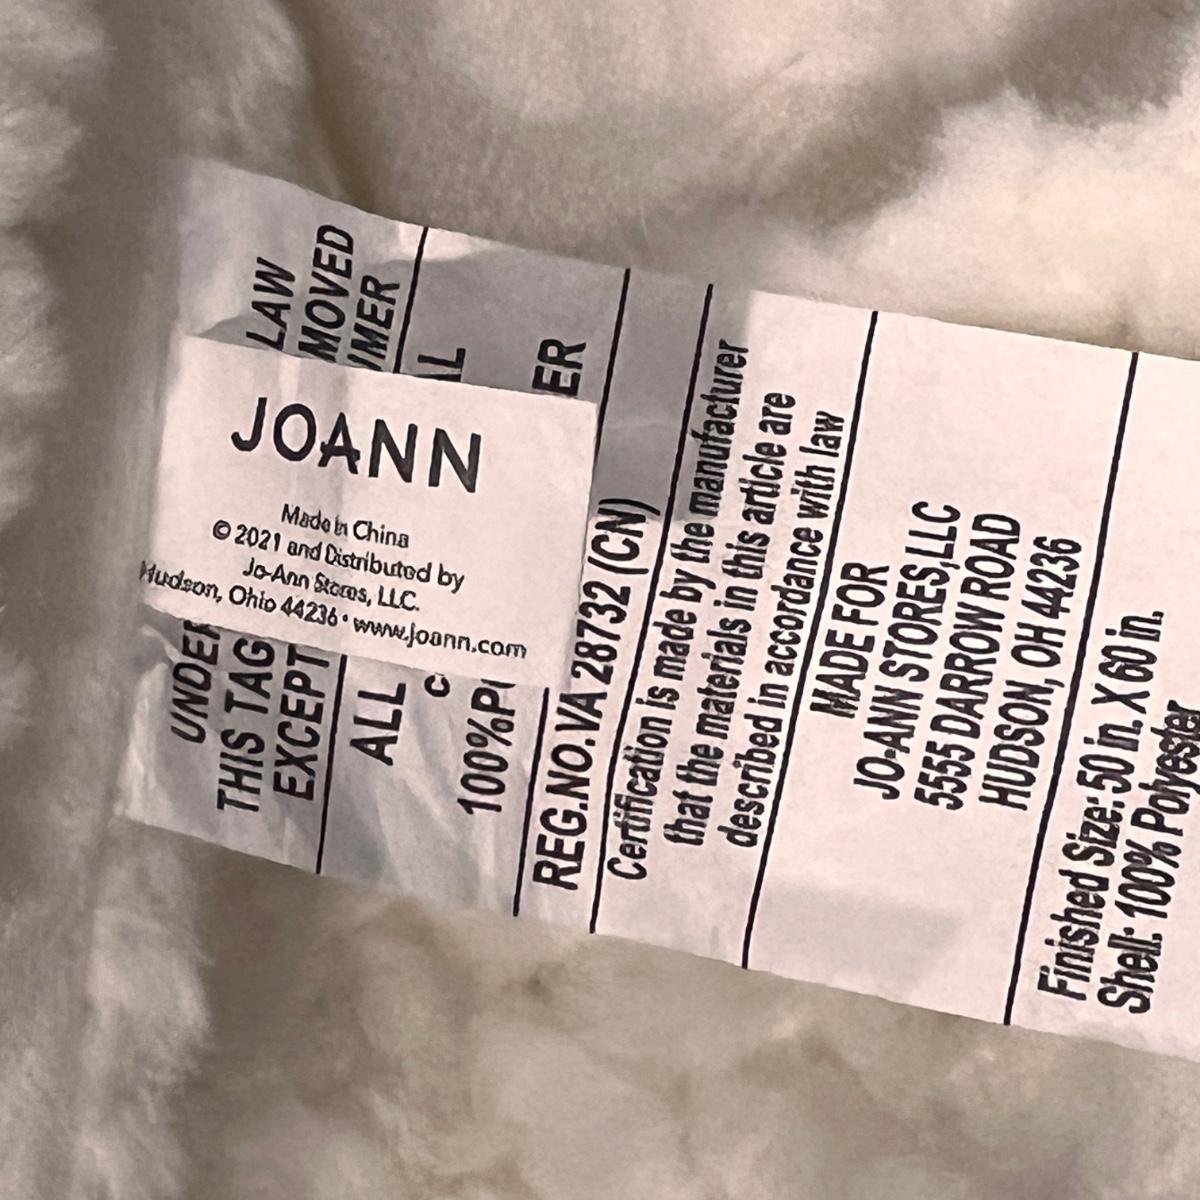 JOANN
Made in China
© 2021 and Distributed by
Jo-Ann Stores, LLC.
Hudson, Ohio 44236 • www.joann.com
UNDER LAW
THIS TAG MOVED
EXCEPT UMER
ALL
100%
ER
REG.NO.VA 28732 (CN)
Certification is made by the manufacturer
that the materials in this article are
described in accordance with law
MADE FOR
JO-ANN STORES,LLC
5555 DARROW ROAD
HUDSON, OH 44236
Finished Size: 50 in. X 60 in.
Shell: 100% Polyester